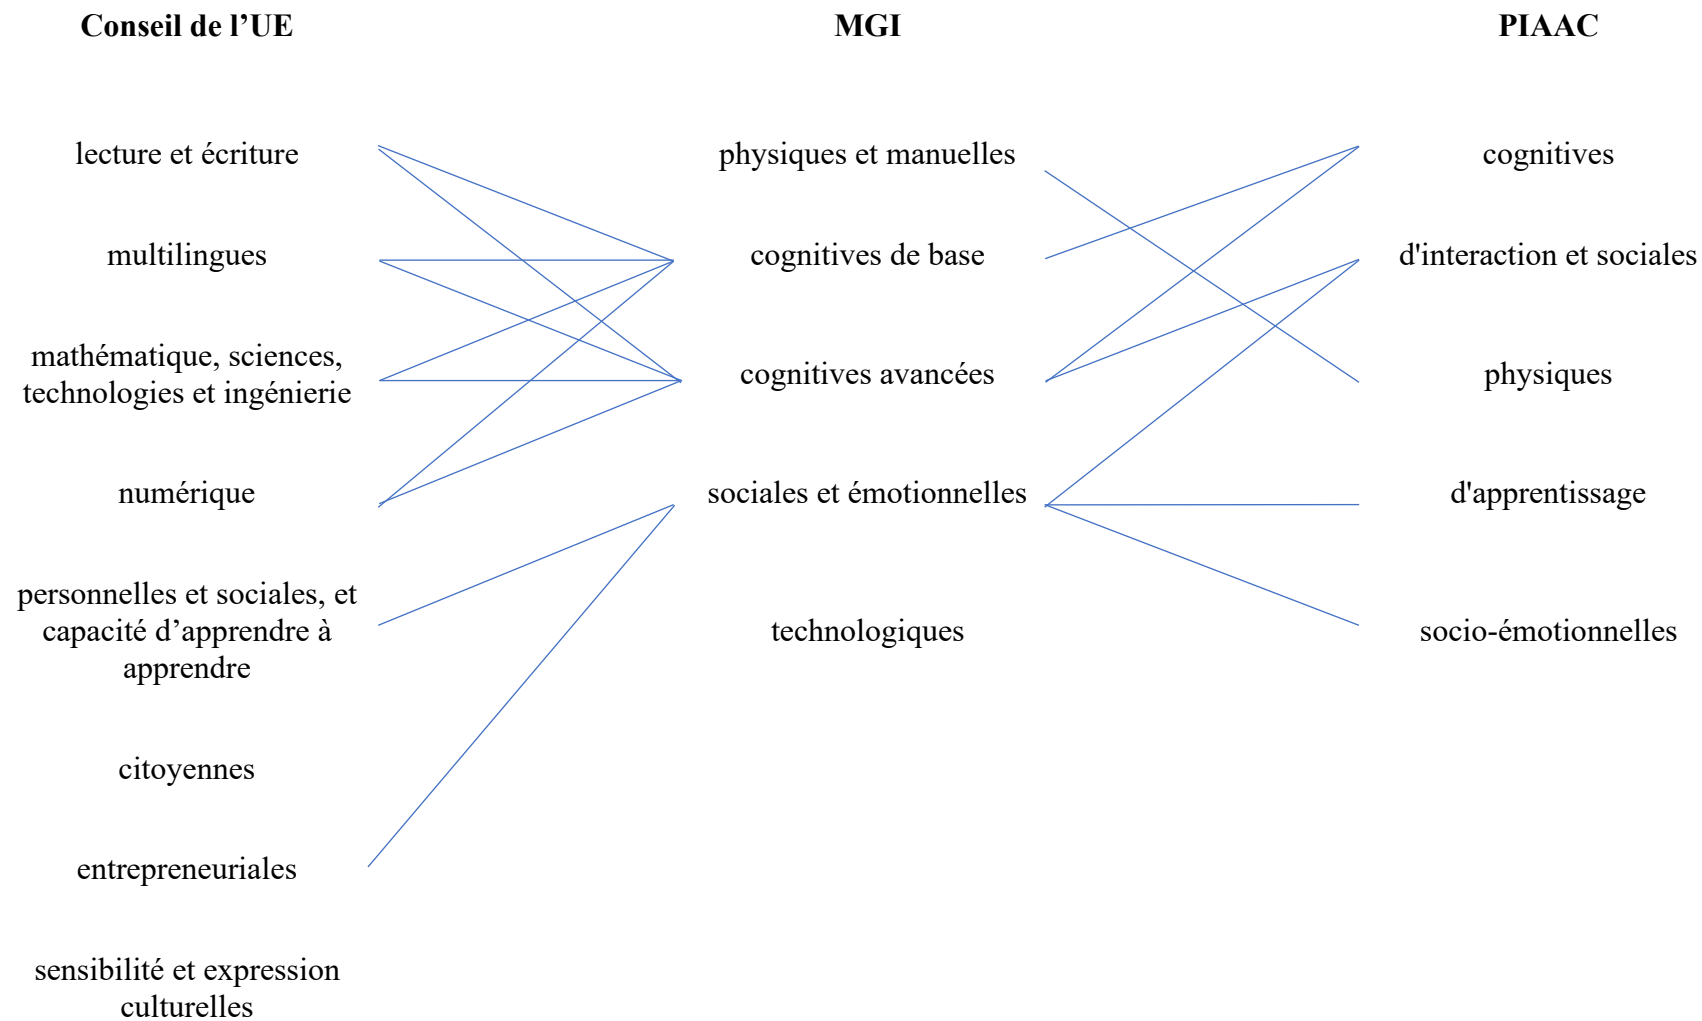 Conseil de l’UE
MGI
PIAAC
lecture et écriture
physiques et manuelles
cognitives
multilingues
cognitives de base
d'interaction et sociales
mathématique, sciences,
technologies et ingénierie
cognitives avancées
physiques
numérique
sociales et émotionnelles
d'apprentissage
personnelles et sociales, et
capacité d’apprendre à
apprendre
technologiques
socio-émotionnelles
citoyennes
entrepreneuriales
sensibilité et expression
culturelles